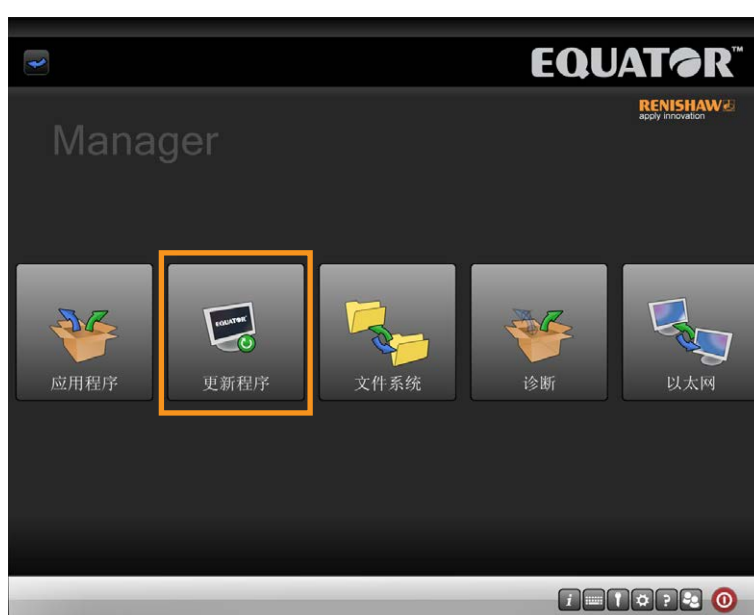 EQUATOR™
RENISHAW
apply innovation
Manager
EQUATOR™
应用程序
更新程序
文件系统
诊断
以太网
i
?